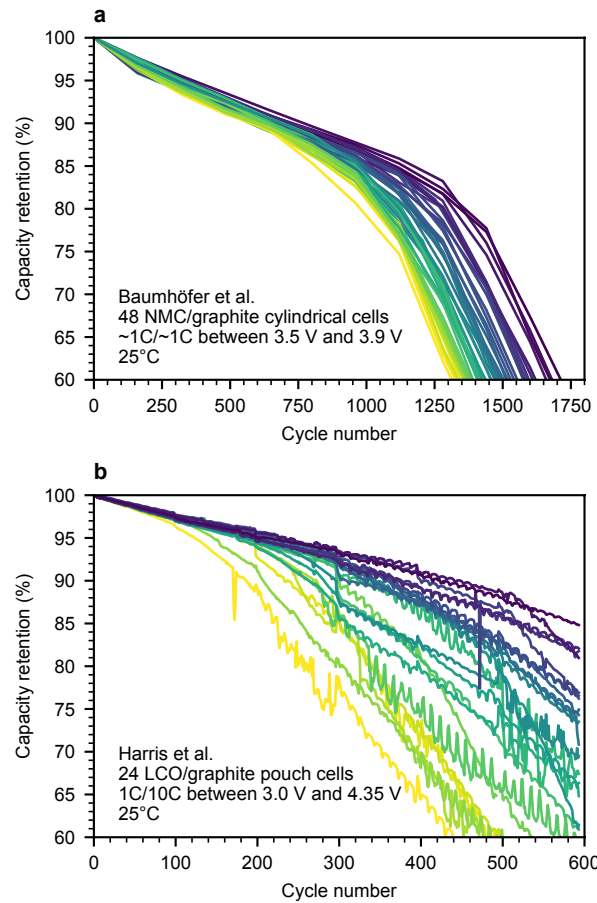 a
100
95
90
85
80
75
70
65
60
Capacity retention (%)
Baumhöfer et al.
48 NMC/graphite cylindrical cells
~1C/~1C between 3.5 V and 3.9 V
25°C
0 250 500 750 1000 1250 1500 1750
Cycle number
b
100
95
90
85
80
75
70
65
60
Capacity retention (%)
Harris et al.
24 LCO/graphite pouch cells
1C/10C between 3.0 V and 4.35 V
25°C
0 100 200 300 400 500 600
Cycle number